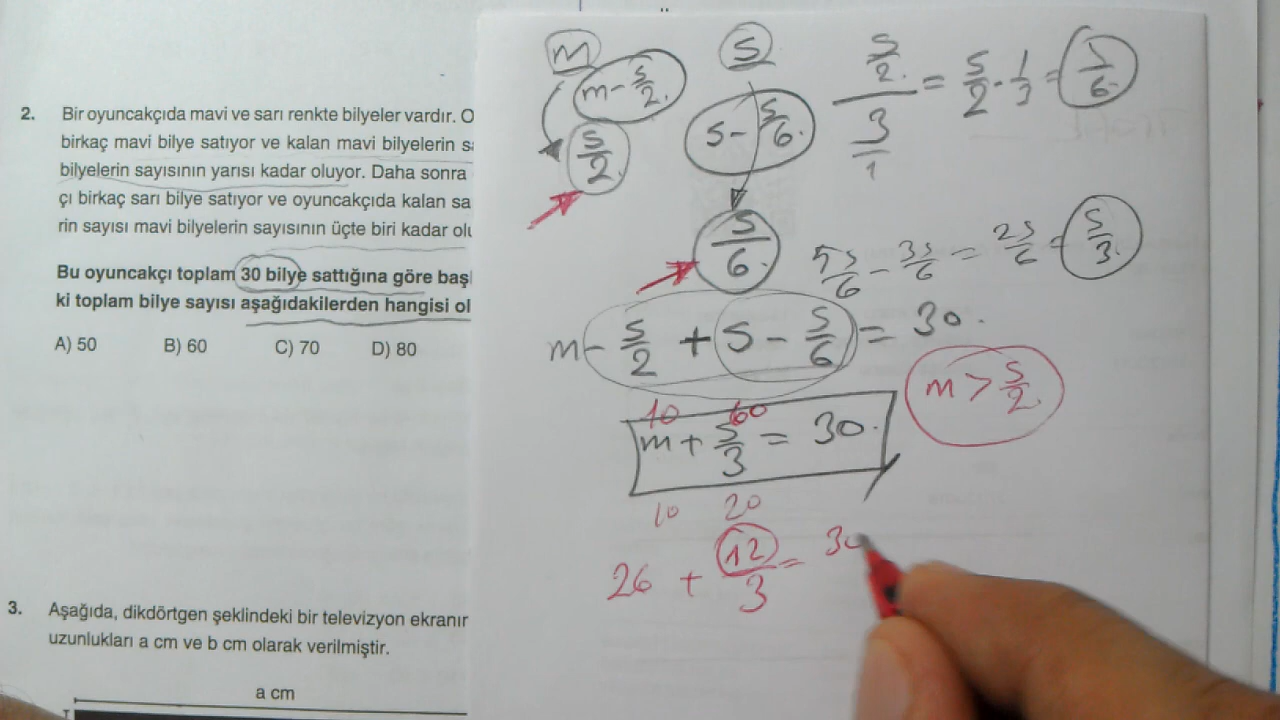 2. Bir oyuncakçıda mavi ve sarı renkte bilyeler vardır. O
birkaç mavi bilye satıyor ve kalan mavi bilyelerin sa
bilyelerin sayısının yarısı kadar oluyor. Daha sonra
çı birkaç sarı bilye satıyor ve oyuncakçıda kalan sa
rın sayısı mavi bilyelerin sayısının üçte biri kadar olu
Bu oyuncakçı toplam 30 bilye sattığına göre baş
ki toplam bilye sayısı aşağıdakilerden hangisi ol
A) 50 B) 60 C) 70 D) 80
3. Aşağıda, dikdörtgen şeklindeki bir televizyon ekranır
uzunlukları a cm ve b cm olarak verilmiştir.
a cm
m S
m - S/2
S/2
S - S/6
S/6
S/2 / 3/1 = S/2 · 1/3 = S/6
5S/6 - 3S/6 = 2S/6 = S/3
m - S/2 + S - S/6 = 30.
m > S/2
10 60
m + S/3 = 30.
10 20
26 + 12/3 = 30